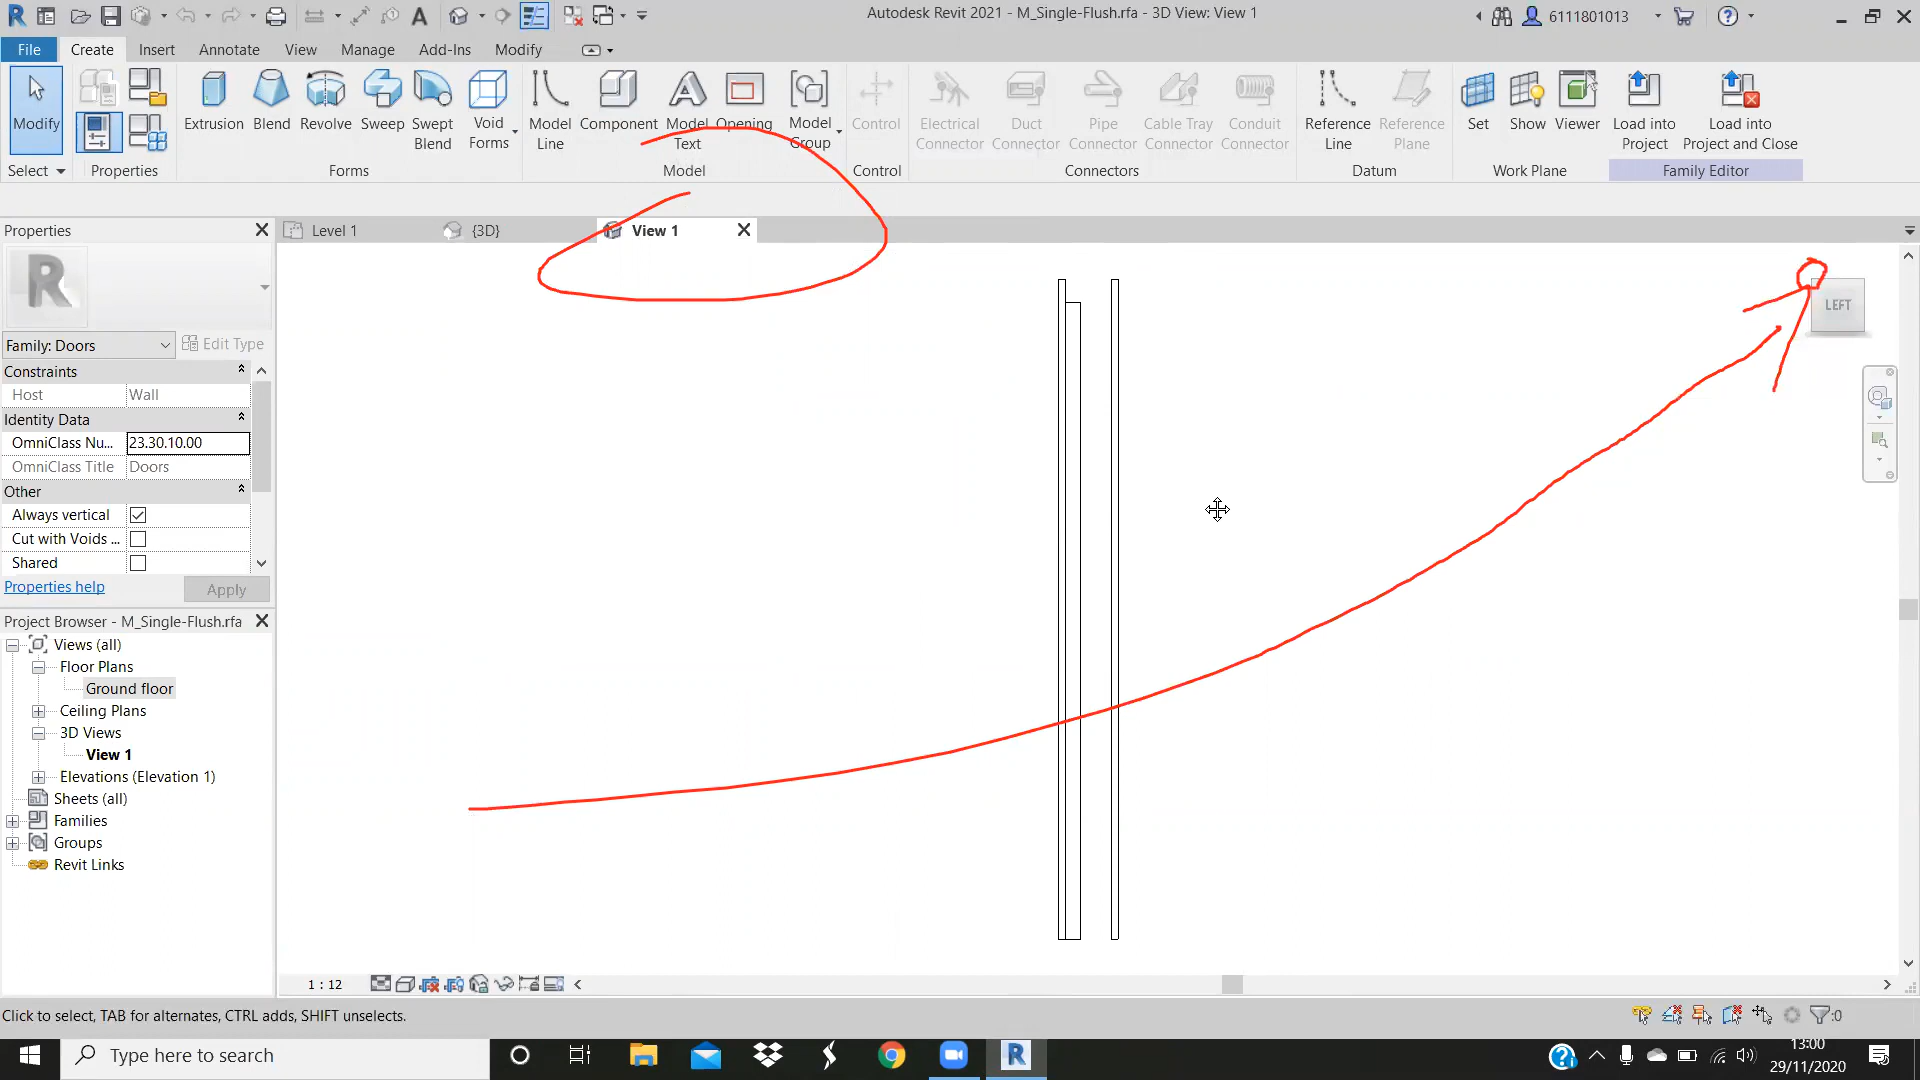 Autodesk Revit 2021 - M_Single-Flush.rfa - 3D View: View 1
6111801013
File Create Insert Annotate View Manage Add-Ins Modify
Modify
Extrusion Blend Revolve Sweep Swept Blend Void Forms
Model Line Component Model Text Opening Model Group
Control
Electrical Connector Duct Connector Pipe Connector Cable Tray Connector Conduit Connector
Reference Line Reference Plane
Set Show Viewer
Load into Project Load into Project and Close
Select Properties Forms Model Control Connectors Datum Work Plane Family Editor
Properties
Level 1 {3D} View 1
R
Family: Doors Edit Type
Constraints
Host Wall
Identity Data
OmniClass Nu... 23.30.10.00
OmniClass Title Doors
Other
Always vertical
Cut with Voids ...
Shared
Properties help Apply
Project Browser - M_Single-Flush.rfa
Views (all)
Floor Plans
Ground floor
Ceiling Plans
3D Views
View 1
Elevations (Elevation 1)
Sheets (all)
Families
Groups
Revit Links
LEFT
1 : 12
Click to select, TAB for alternates, CTRL adds, SHIFT unselects.
:0
Type here to search
13:00
29/11/2020